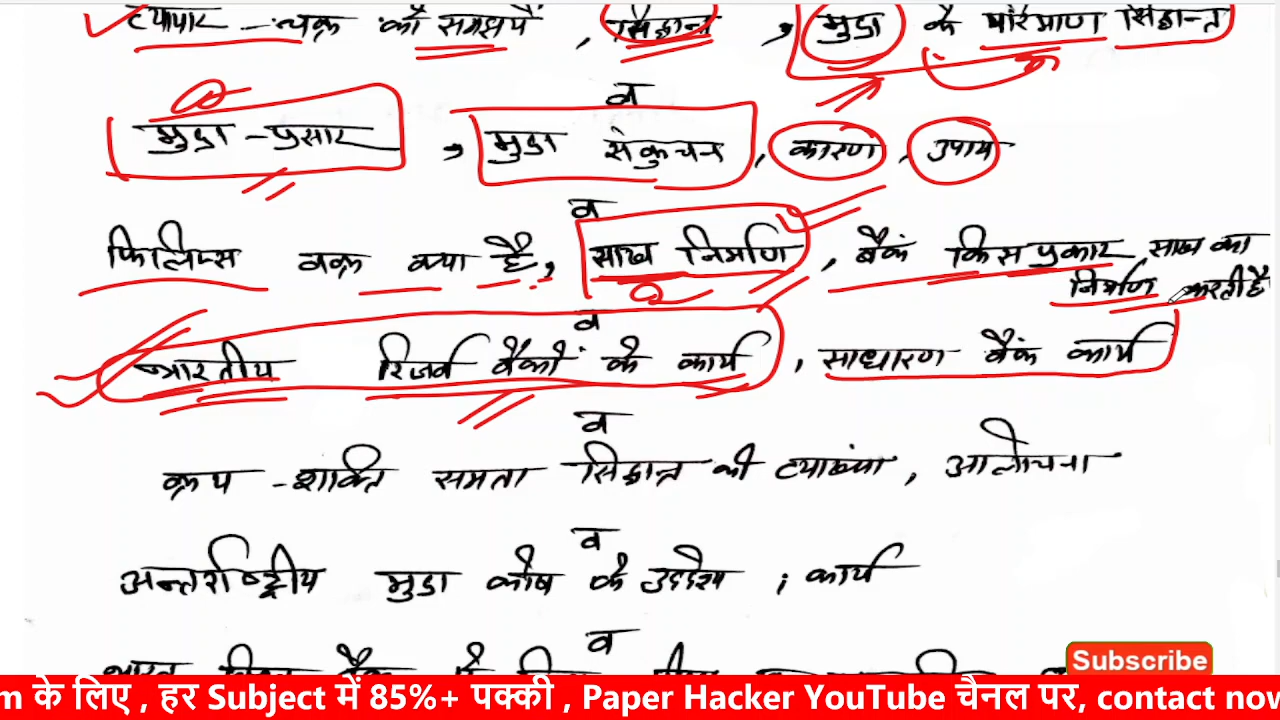 व्यापार - चक्र की समझायें , सिद्धान्त , मुद्रा के परिमाण सिद्धान्त
व
मुद्रा - प्रसार , मुद्रा संकुचन , कारण , उपाय
व
फिलिप्स वक्र क्या है , साख निर्माण , बैंक किस प्रकार साख का
निर्माण करती है
व
भारतीय रिजर्व बैंको के कार्य , साधारण बैंक कार्य
व
क्रय - शक्ति समता सिद्धान्त की व्याख्या , आलोचना
व
अन्तर्राष्ट्रीय मुद्रा कोष के उद्देश्य ; कार्य
व
Subscribe
m के लिए , हर Subject में 85%+ पक्की , Paper Hacker YouTube चैनल पर, contact now